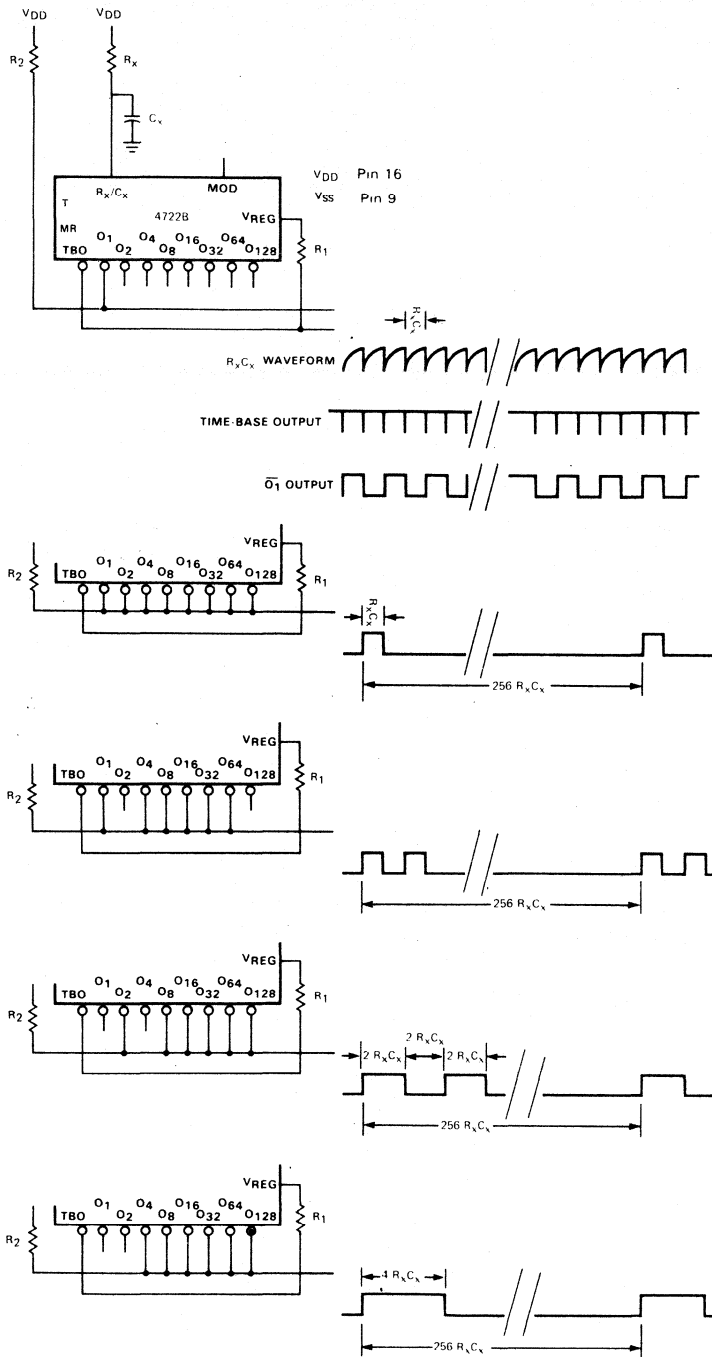 VDD VDD
R2 Rx
Cx
VDD Pin 16
VSS Pin 9
Rx/Cx MOD
T
4722B
VREG
MR
O1 O4 O16 O64
TBO O2 O8 O32 O128
R1
RxCx
RxCx WAVEFORM
TIME-BASE OUTPUT
O̅1 OUTPUT
VREG
O1 O4 O16 O64
R2 TBO O2 O8 O32 O128 R1
RxCx
256 RxCx
VREG
O1 O4 O16 O64
R2 TBO O2 O8 O32 O128 R1
256 RxCx
VREG
O1 O4 O16 O64
R2 TBO O2 O8 O32 O128 R1
2 RxCx
2 RxCx 2 RxCx
256 RxCx
VREG
O1 O4 O16 O64
R2 TBO O2 O8 O32 O128 R1
4 RxCx
256 RxCx